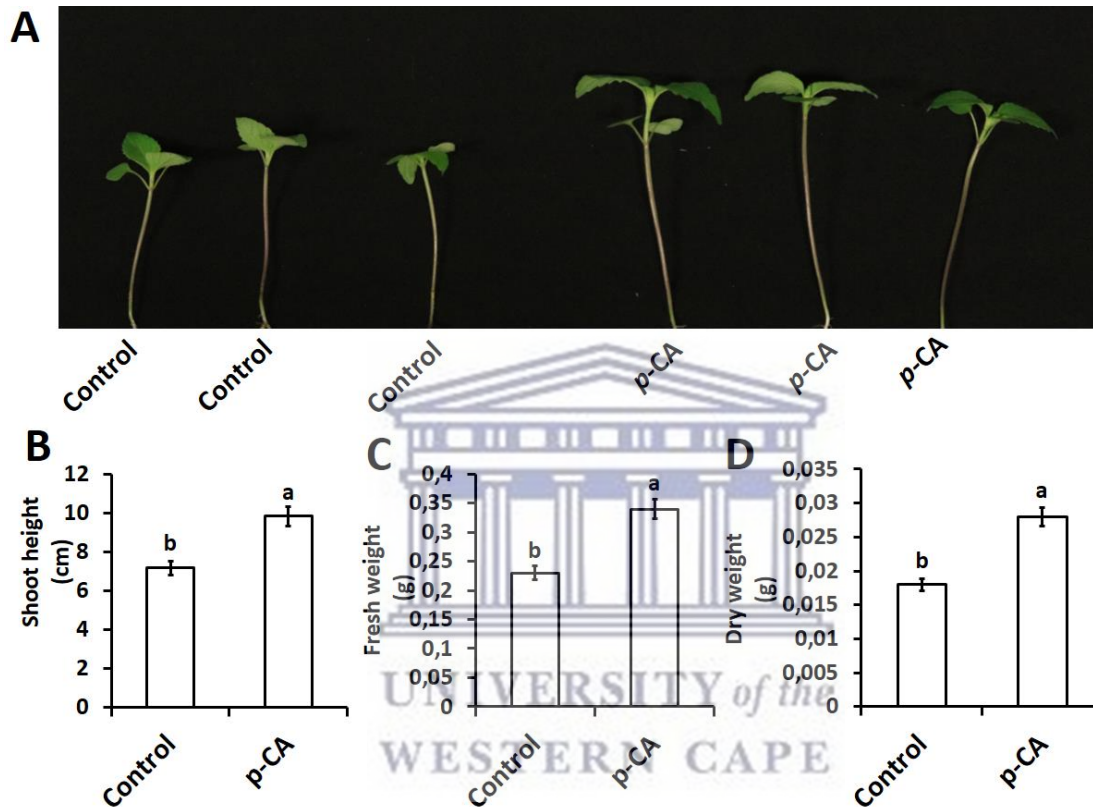 A
Control
Control
Control
p-CA
p-CA
p-CA
B
Shoot height
(cm)
12
10
8
6
4
2
0
b
a
Control
p-CA
C
Fresh weight
(g)
0,4
0,35
0,3
0,25
0,2
0,15
0,1
0,05
0
b
a
Control
p-CA
D
Dry weight
(g)
0,035
0,03
0,025
0,02
0,015
0,01
0,005
0
b
a
Control
p-CA
UNIVERSITY of the
WESTERN CAPE